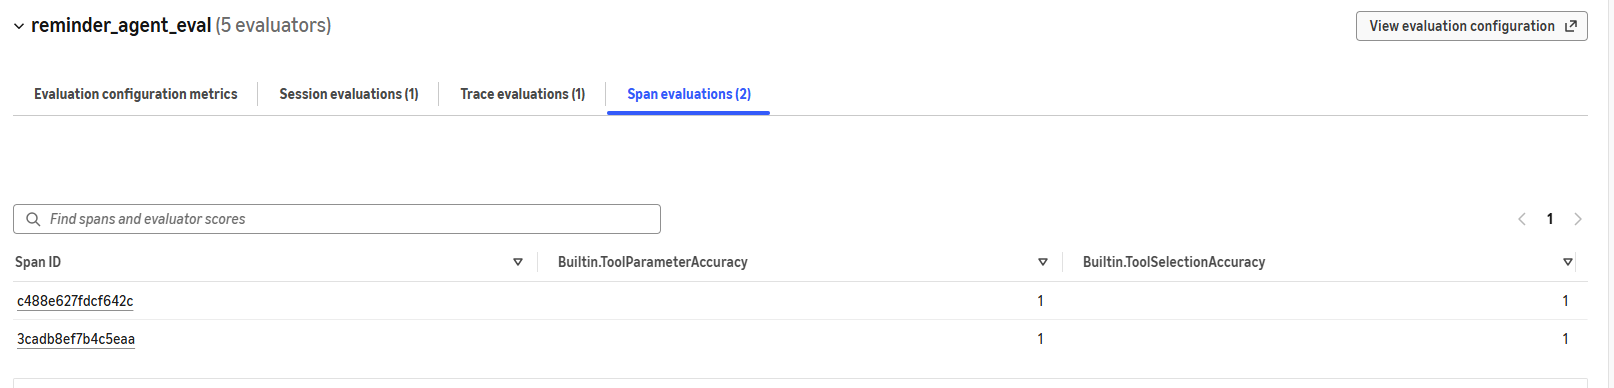 reminder_agent_eval (5 evaluators)
View evaluation configuration
Evaluation configuration metrics
Session evaluations (1)
Trace evaluations (1)
Span evaluations (2)
Find spans and evaluator scores
1
Span ID
Builtin.ToolParameterAccuracy
Builtin.ToolSelectionAccuracy
c488e627fdcf642c 1 1
3cadb8ef7b4c5eaa 1 1